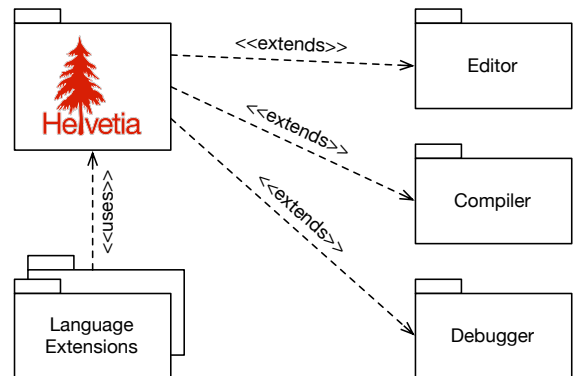 <<extends>>
Editor
Helvetia
<<extends>>
<<extends>>
Compiler
<<uses>>
Language
Extensions
Debugger